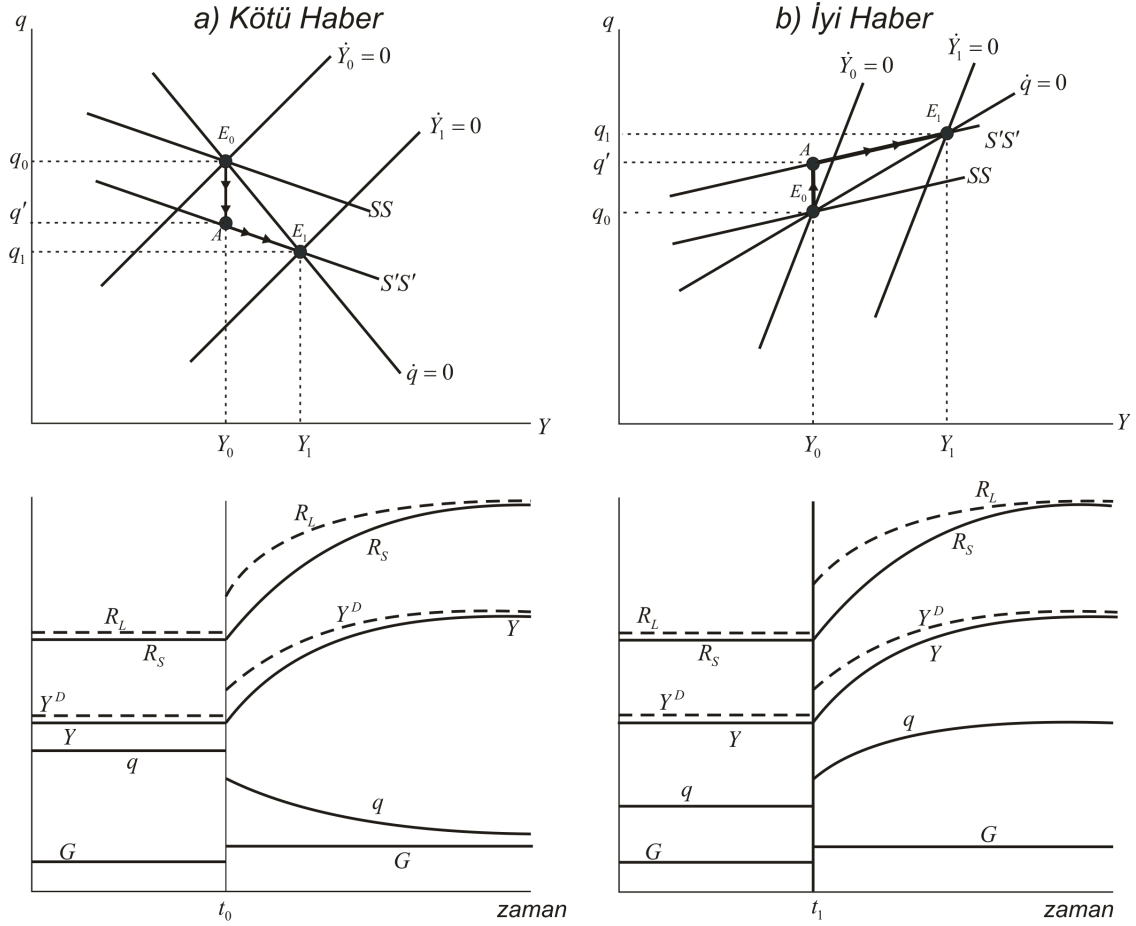 a) Kötü Haber
q
Ẏ₀ = 0
E₀
Ẏ₁ = 0
q₀
SS
q′
A
E₁
q₁
S′S′
q̇ = 0
Y
Y₀
Y₁
b) İyi Haber
q
Ẏ₁ = 0
Ẏ₀ = 0
q̇ = 0
E₁
q₁
S′S′
A
q′
SS
E₀
q₀
Y
Y₀
Y₁
R_L
R_S
R_L
R_S
Y^D
Y
Y^D
Y
q
q
G
G
t₀
zaman
R_L
R_S
R_L
R_S
Y^D
Y
Y^D
Y
q
q
G
G
t₁
zaman